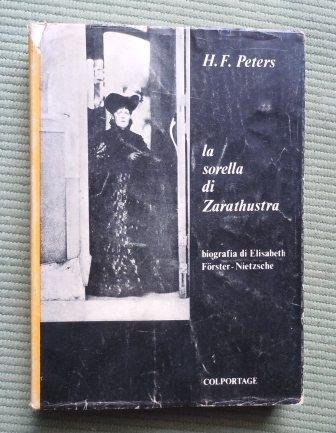 H. F. Peters
la
sorella
di
Zarathustra
biografia di Elisabeth
Förster-Nietzsche
COLPORTAGE